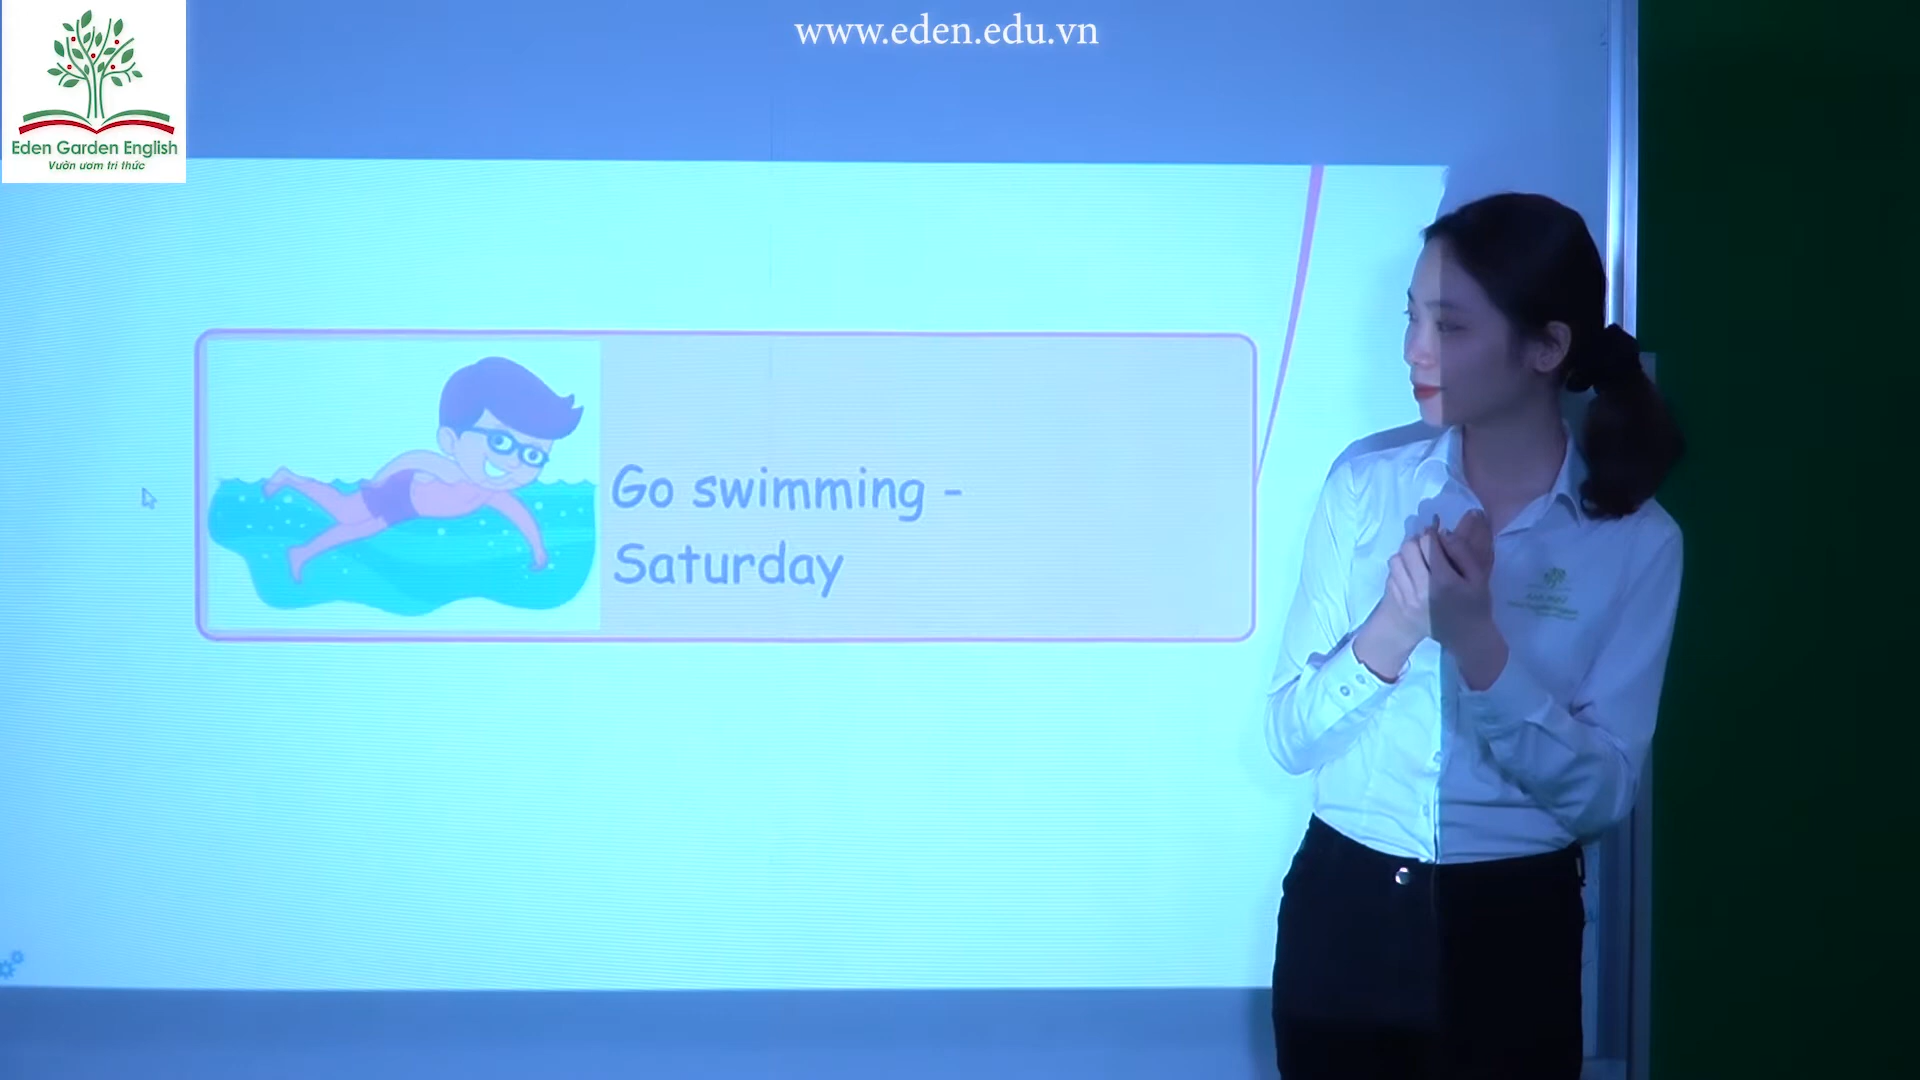 www.eden.edu.vn
Eden Garden English
Vườn ươm tri thức
Go swimming -
Saturday